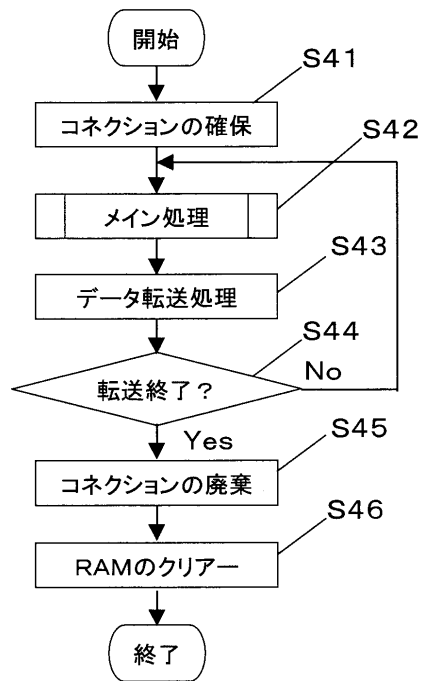 開始
S41
コネクションの確保
S42
メイン処理
S43
データ転送処理
S44
転送終了？
No
Yes
S45
コネクションの廃棄
S46
RAMのクリアー
終了